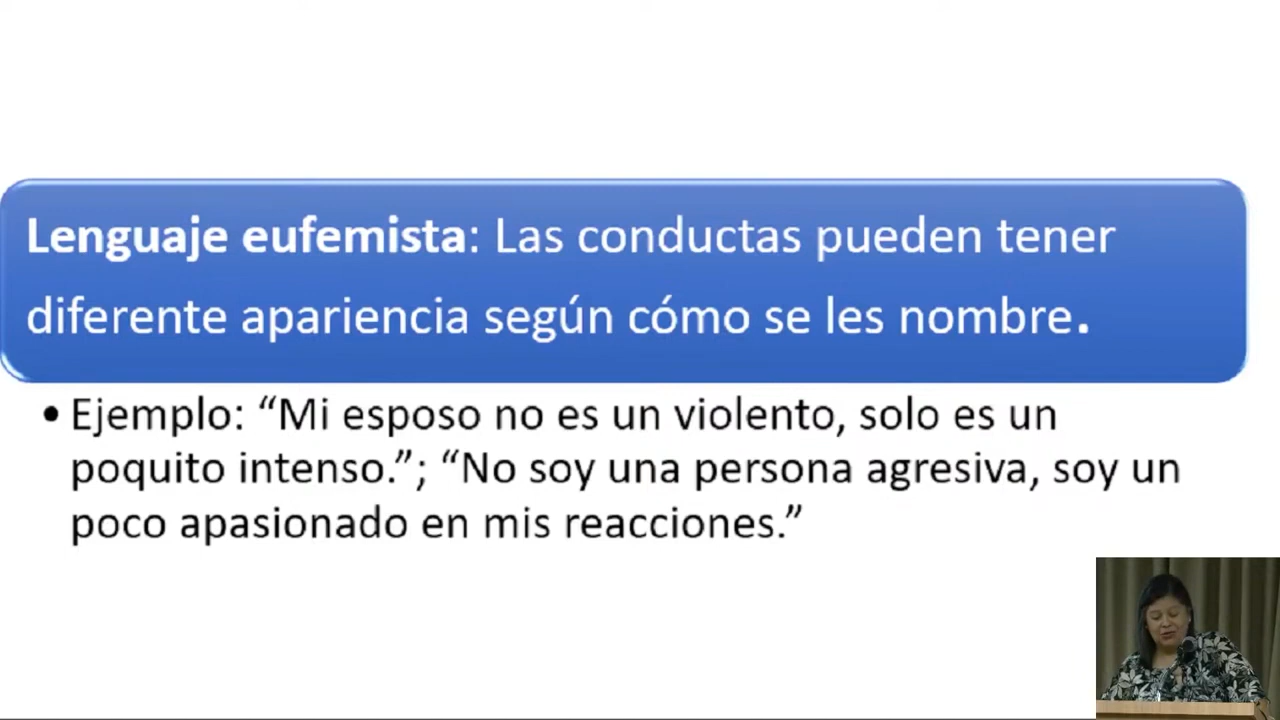 Lenguaje eufemista: Las conductas pueden tener
diferente apariencia según cómo se les nombre.
• Ejemplo: “Mi esposo no es un violento, solo es un
poquito intenso.”; “No soy una persona agresiva, soy un
poco apasionado en mis reacciones.”